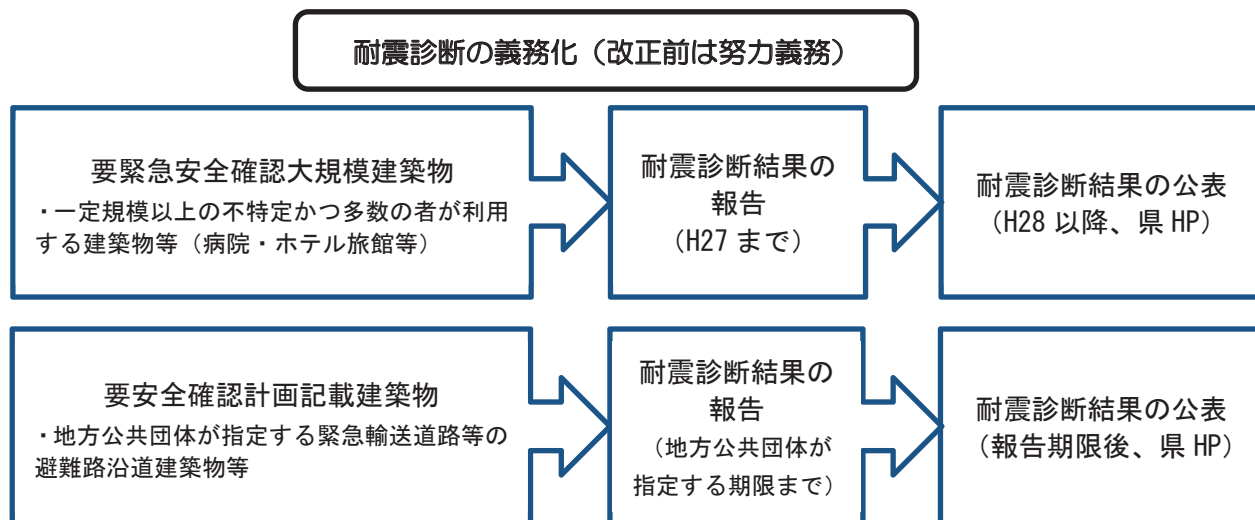 耐震診断の義務化（改正前は努力義務）
要緊急安全確認大規模建築物
・一定規模以上の不特定かつ多数の者が利用
する建築物等（病院・ホテル旅館等）
耐震診断結果の
報告
（H27 まで）
耐震診断結果の公表
（H28 以降、県 HP）
要安全確認計画記載建築物
・地方公共団体が指定する緊急輸送道路等の
避難路沿道建築物等
耐震診断結果の
報告
（地方公共団体が
指定する期限まで）
耐震診断結果の公表
（報告期限後、県 HP）